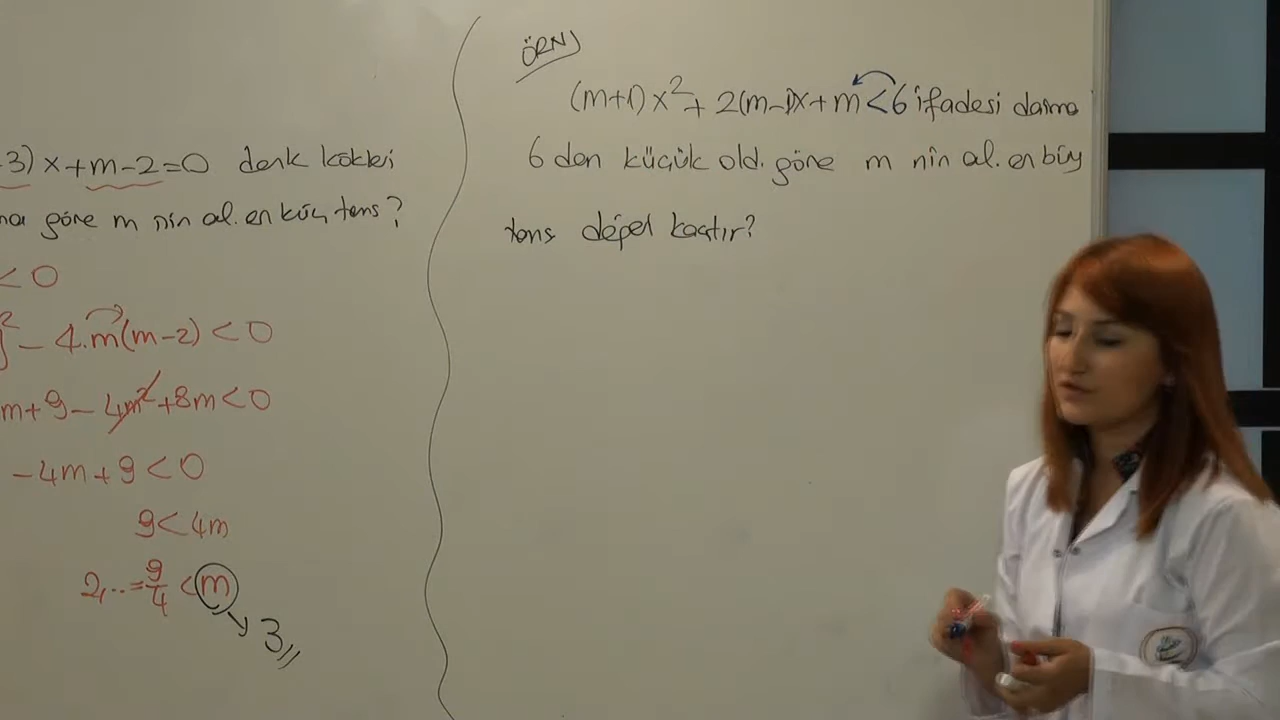 3) x + m - 2 = 0 denk kökleri
göre m nin al. en küç tens?
< 0
2 - 4.m(m-2) < 0
m + 9 - 4m² + 8m < 0
-4m + 9 < 0
9 < 4m
2,.. = 9/4 < m
3,,
ÖRN
(m+1)x² + 2(m-1)x + m < 6 ifadesi daima
6 dan küçük old. göre m nin al. en büy
tens değeri kaçtır?